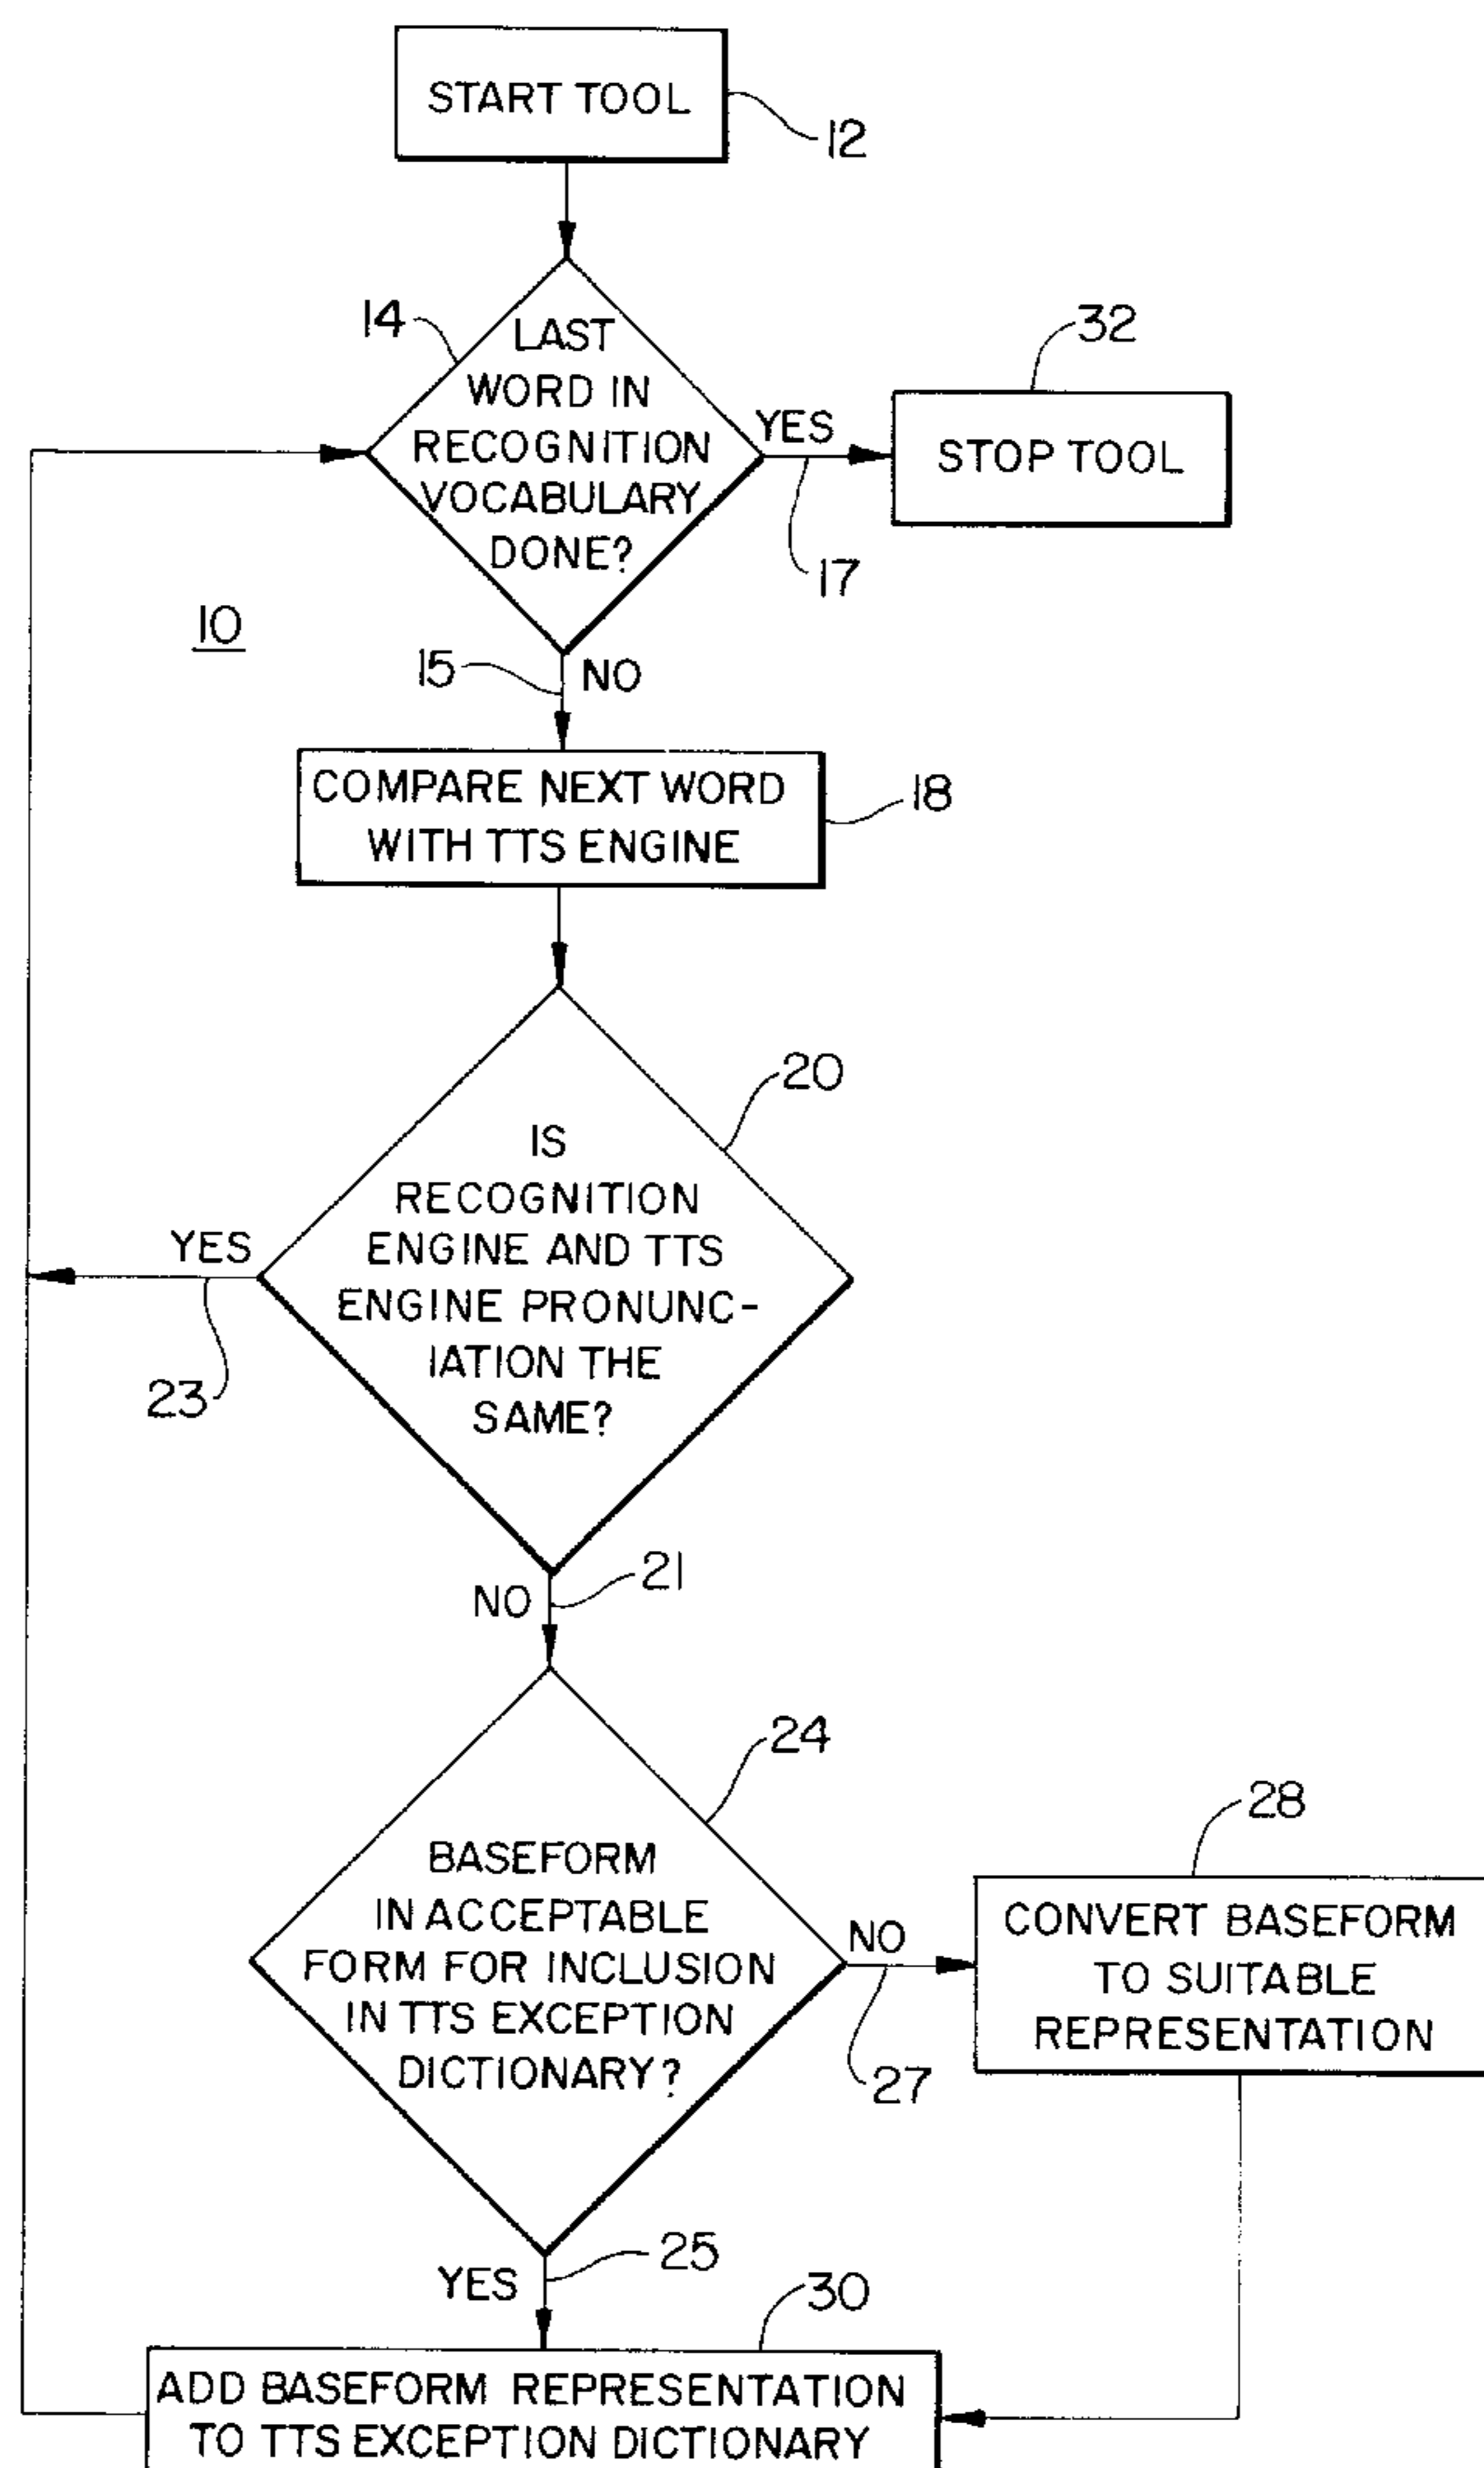 START TOOL
12
14
LAST
WORD IN
RECOGNITION
VOCABULARY
DONE?
YES
17
32
STOP TOOL
10
15
NO
COMPARE NEXT WORD
WITH TTS ENGINE
18
20
IS
RECOGNITION
ENGINE AND TTS
ENGINE PRONUNC-
IATION THE
SAME?
YES
23
NO
21
24
BASEFORM
IN ACCEPTABLE
FORM FOR INCLUSION
IN TTS EXCEPTION
DICTIONARY?
NO
27
28
CONVERT BASEFORM
TO SUITABLE
REPRESENTATION
YES
25
30
ADD BASEFORM REPRESENTATION
TO TTS EXCEPTION DICTIONARY